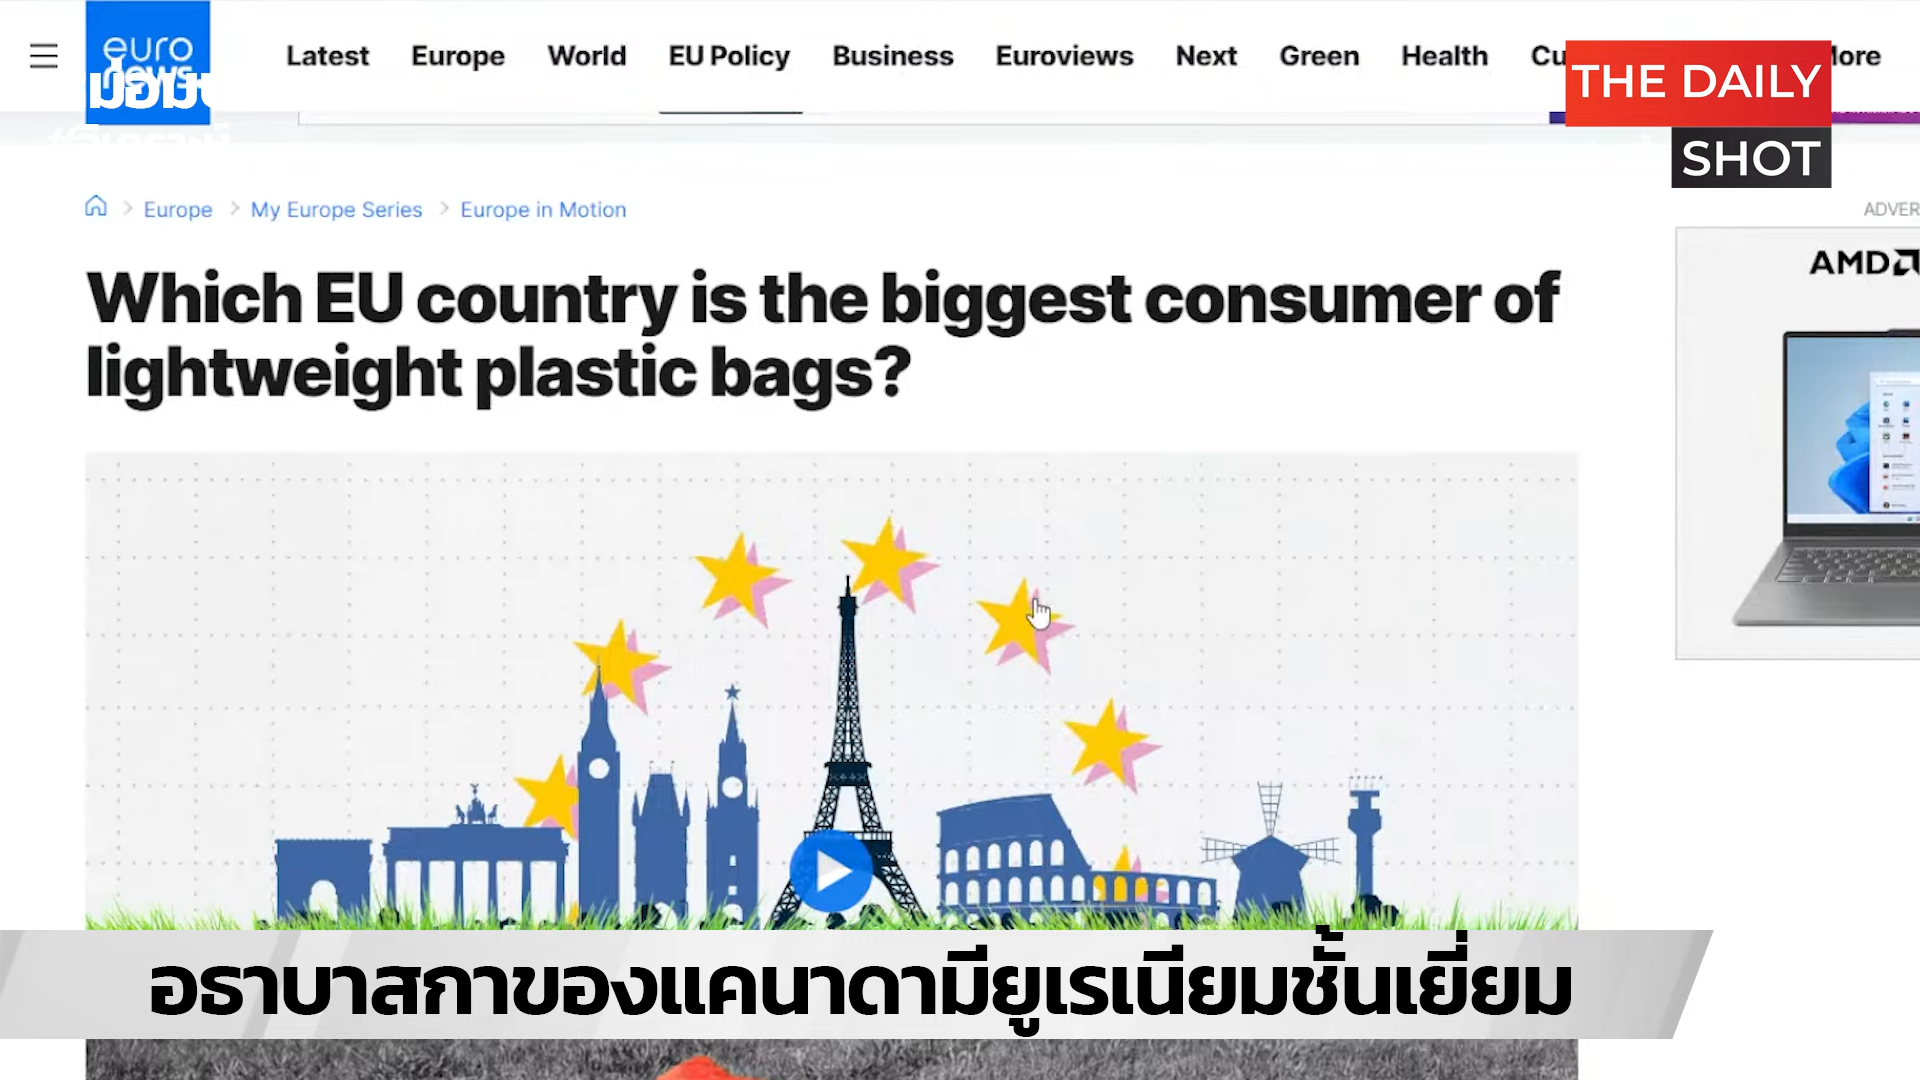 euro
news
Latest Europe World EU Policy Business Euroviews Next Green Health
THE DAILY
SHOT
Europe My Europe Series Europe in Motion
Which EU country is the biggest consumer of
lightweight plastic bags?
AMD
อธาบาสกาของแคนาดามียูเรเนียมชั้นเยี่ยม